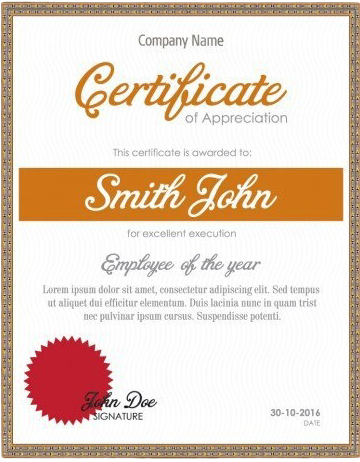 Company Name
Certificate
of Appreciation
This certificate is awarded to:
Smith John
for excellent execution
Employee of the year
Lorem ipsum dolor sit amet, consectetur adipiscing elit. Sed tempus
ut aliquet dui efficitur elementum. Duis lacinia nunc in quam trist
nec pulvinar ipsum cursus. Suspendisse potenti.
John Doe
SIGNATURE
30-10-2016
DATE